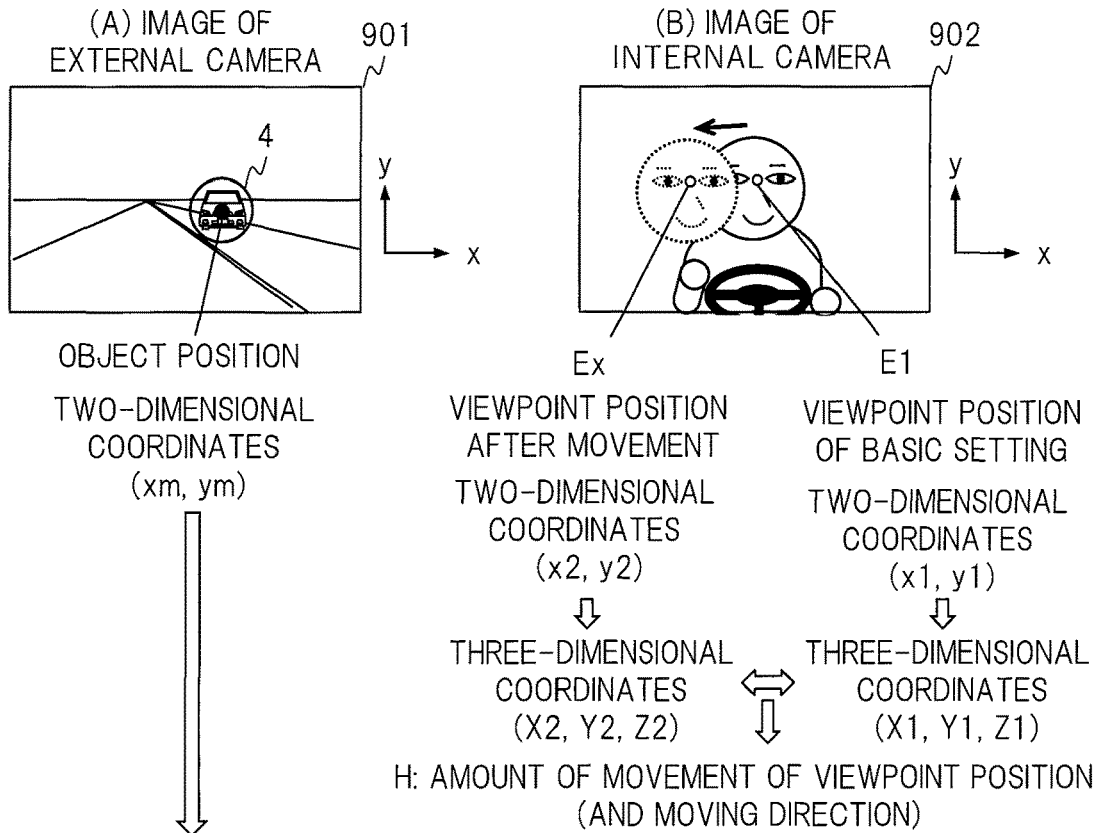 (A) IMAGE OF
EXTERNAL CAMERA
901
4
y
x
OBJECT POSITION
TWO-DIMENSIONAL
COORDINATES
(xm, ym)
(B) IMAGE OF
INTERNAL CAMERA
902
y
x
Ex
VIEWPOINT POSITION
AFTER MOVEMENT
TWO-DIMENSIONAL
COORDINATES
(x2, y2)
THREE-DIMENSIONAL
COORDINATES
(X2, Y2, Z2)
E1
VIEWPOINT POSITION
OF BASIC SETTING
TWO-DIMENSIONAL
COORDINATES
(x1, y1)
THREE-DIMENSIONAL
COORDINATES
(X1, Y1, Z1)
H: AMOUNT OF MOVEMENT OF VIEWPOINT POSITION
(AND MOVING DIRECTION)